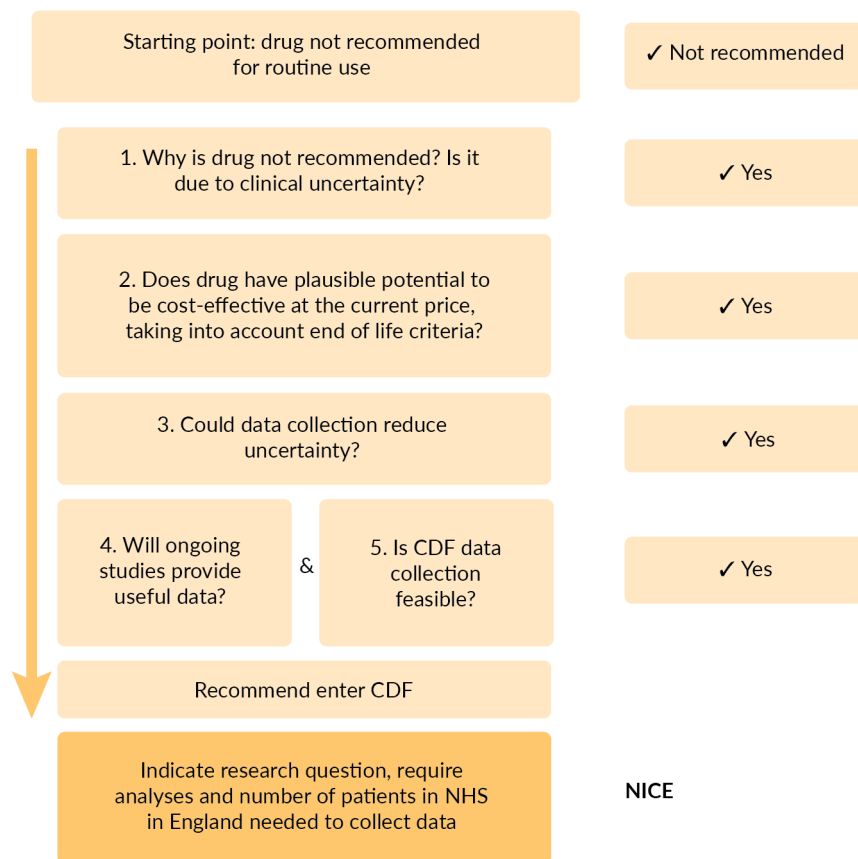 Starting point: drug not recommended
for routine use
✓ Not recommended
1. Why is drug not recommended? Is it
due to clinical uncertainty?
✓ Yes
2. Does drug have plausible potential to
be cost-effective at the current price,
taking into account end of life criteria?
✓ Yes
3. Could data collection reduce
uncertainty?
✓ Yes
4. Will ongoing
studies provide
useful data?
&
5. Is CDF data
collection
feasible?
✓ Yes
Recommend enter CDF
Indicate research question, require
analyses and number of patients in NHS
in England needed to collect data
NICE